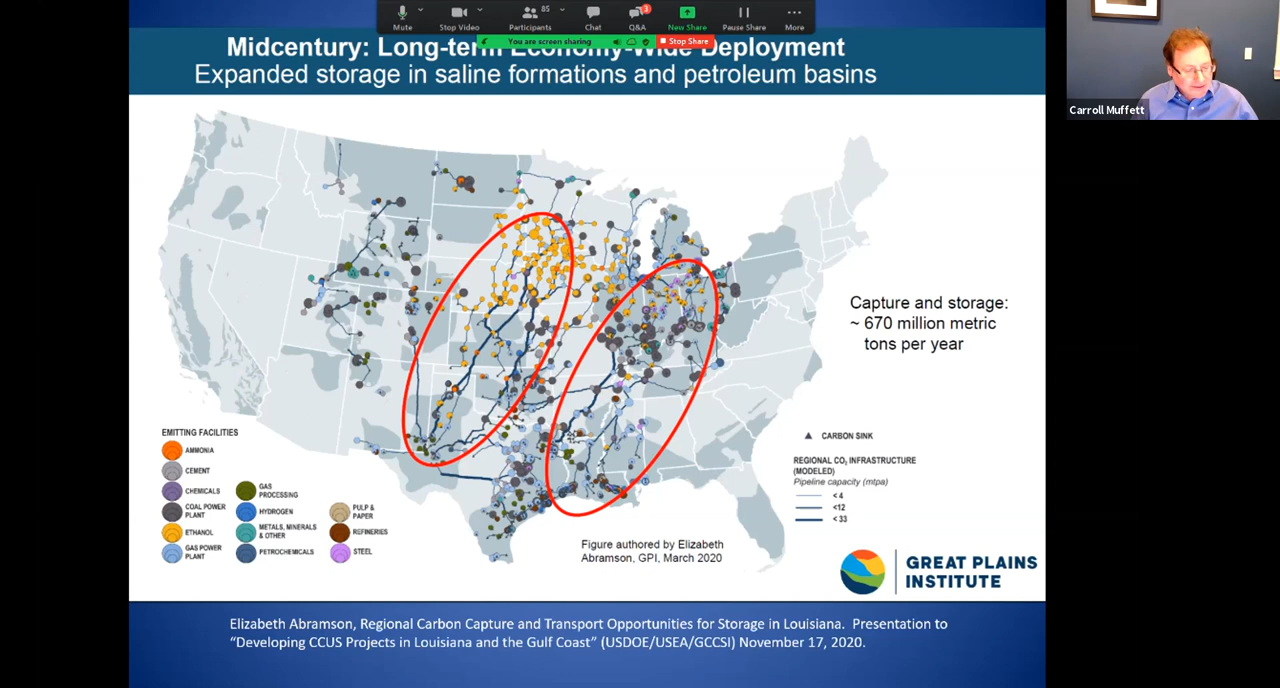 85
3
Mute
Stop Video
Participants
Chat
Q&A
New Share
Pause Share
More
You are screen sharing
Stop Share
Midcentury: Long-term Economy-Wide Deployment
Expanded storage in saline formations and petroleum basins
Carroll Muffett
Capture and storage:
~ 670 million metric
tons per year
EMITTING FACILITIES
AMMONIA
CEMENT
CHEMICALS
COAL POWER
PLANT
ETHANOL
GAS POWER
PLANT
GAS
PROCESSING
HYDROGEN
METALS, MINERALS
& OTHER
PETROCHEMICALS
PULP &
PAPER
REFINERIES
STEEL
CARBON SINK
REGIONAL CO₂ INFRASTRUCTURE
(MODELED)
Pipeline capacity (mtpa)
< 4
<12
< 33
Figure authored by Elizabeth
Abramson, GPI, March 2020
GREAT PLAINS
INSTITUTE
Elizabeth Abramson, Regional Carbon Capture and Transport Opportunities for Storage in Louisiana. Presentation to
“Developing CCUS Projects in Louisiana and the Gulf Coast” (USDOE/USEA/GCCSI) November 17, 2020.